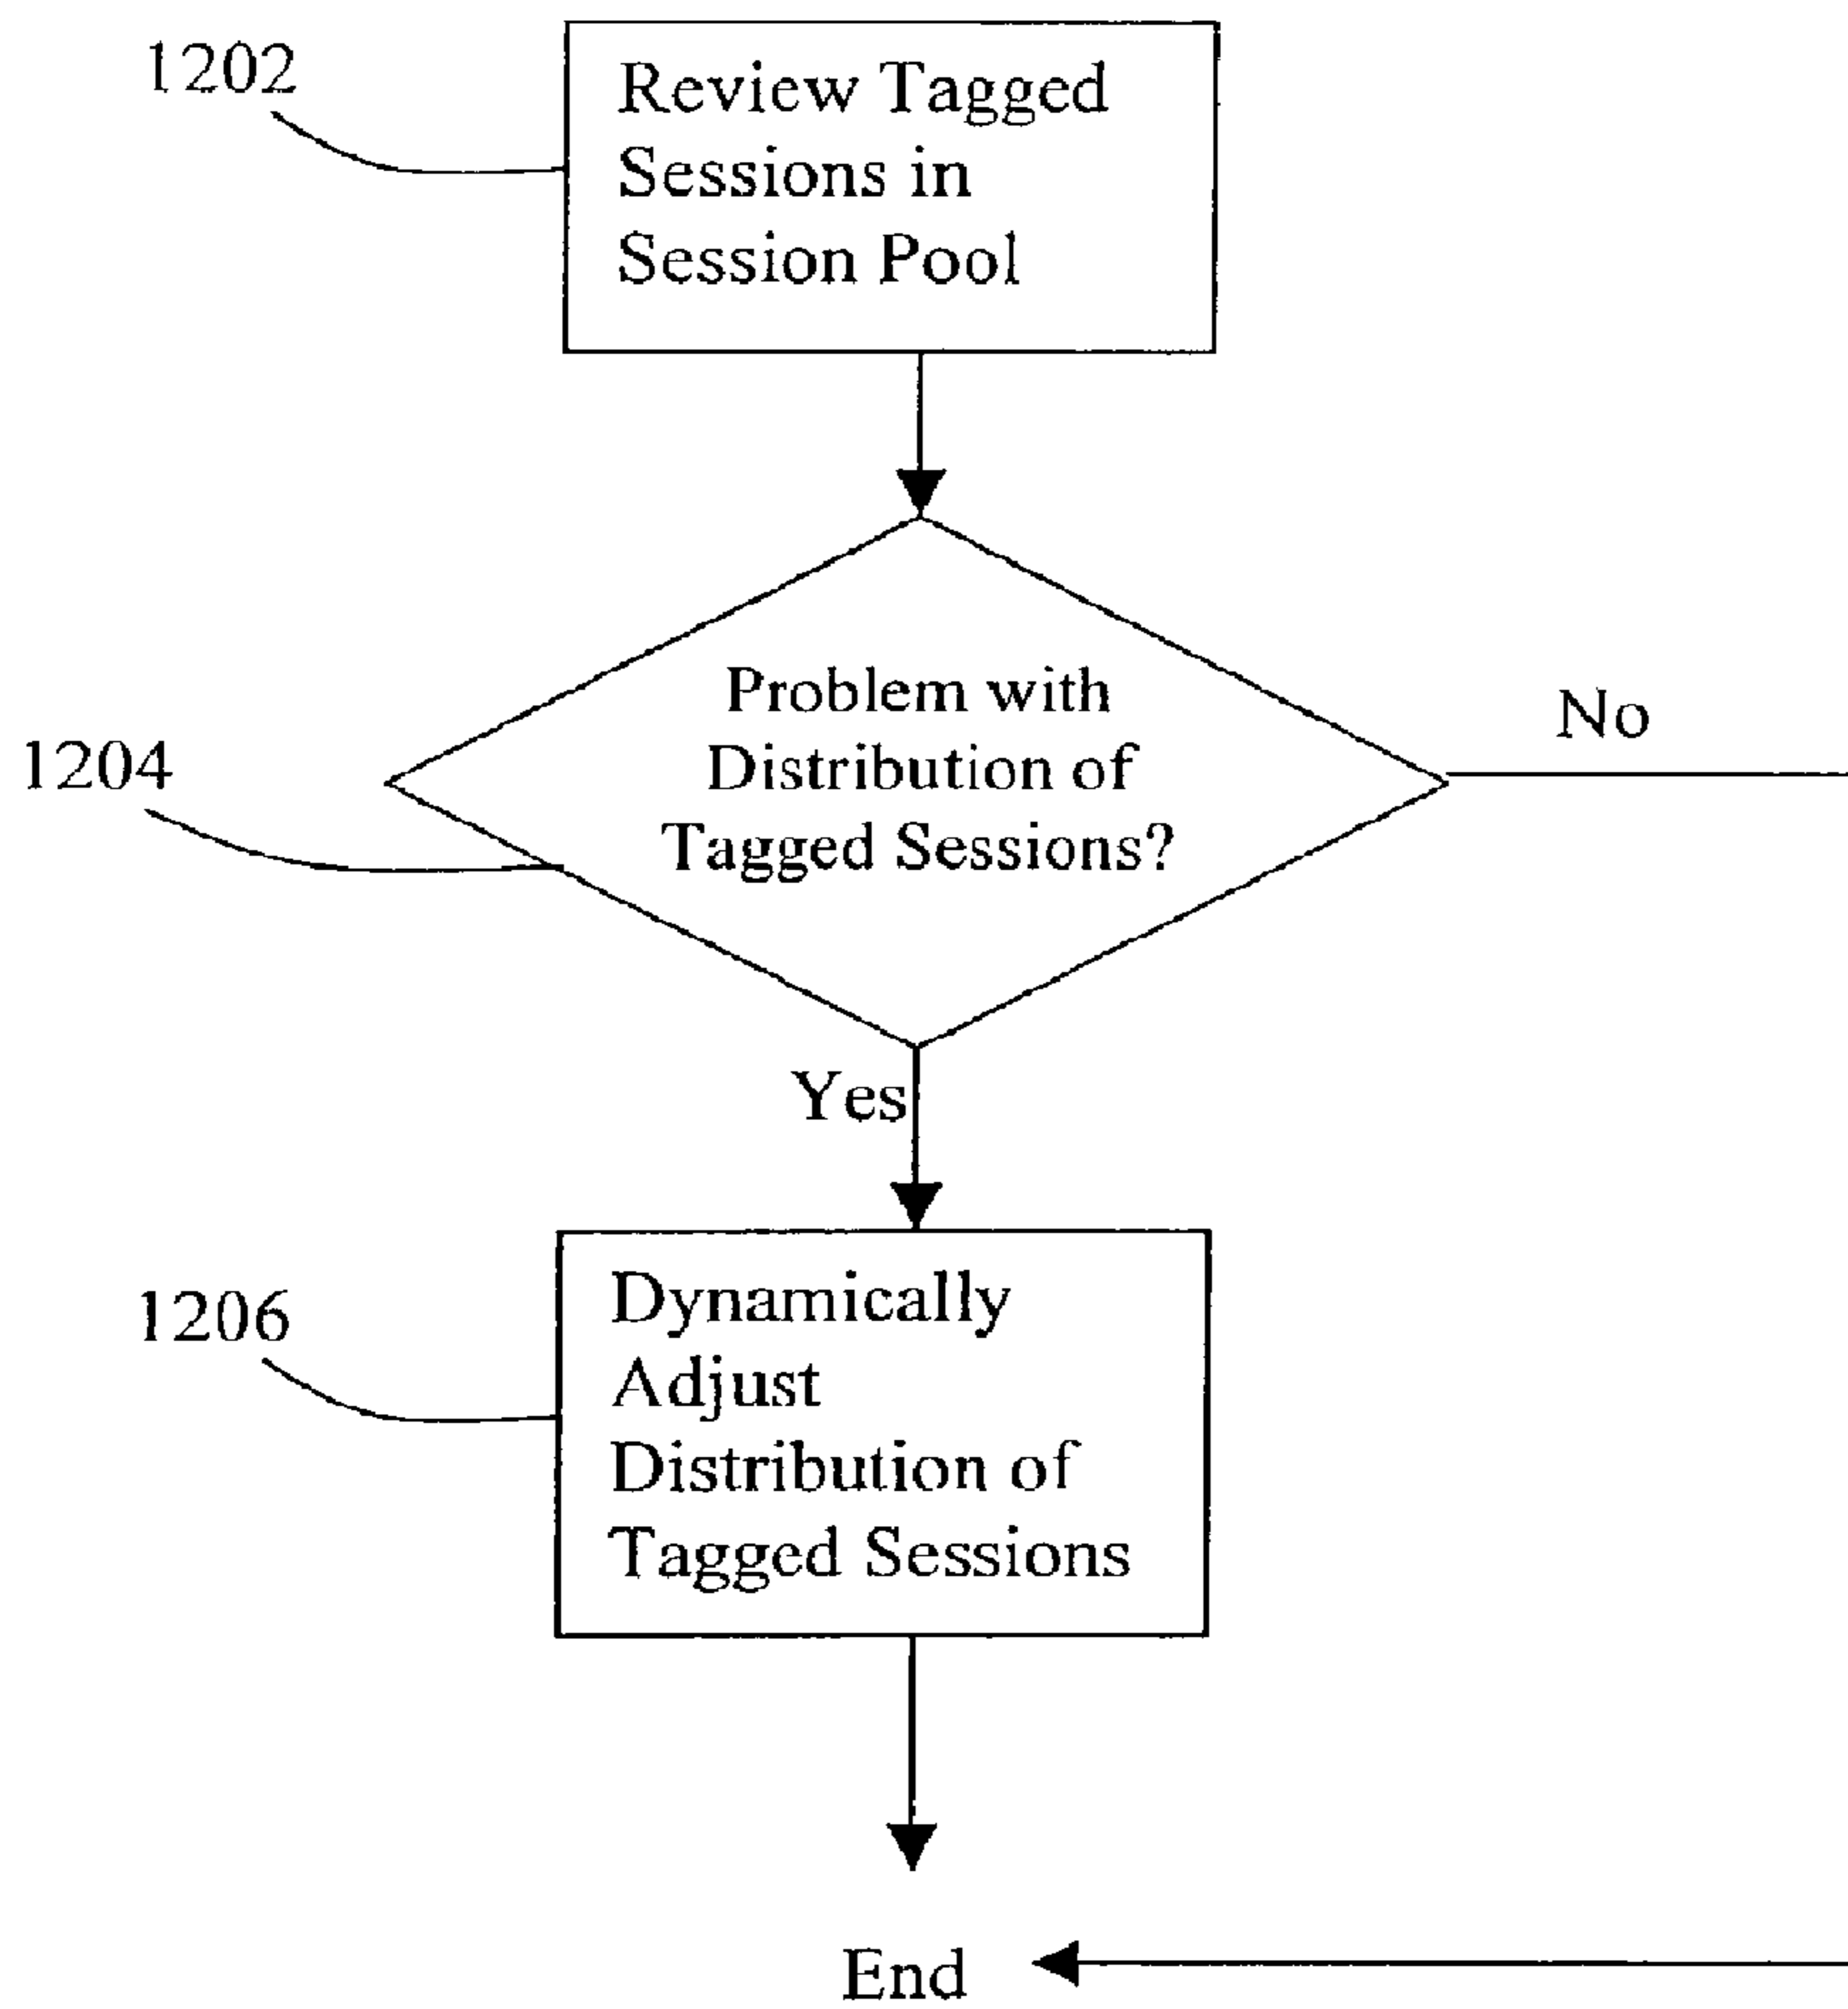 1202
Review Tagged
Sessions in
Session Pool
Problem with
Distribution of
Tagged Sessions?
No
1204
Yes
Dynamically
Adjust
Distribution of
Tagged Sessions
1206
End